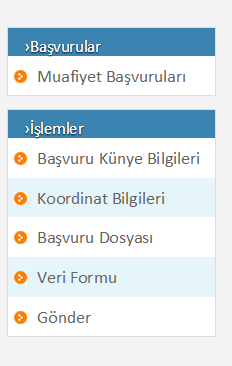 ›Başvurular
Muafiyet Başvuruları
›İşlemler
Başvuru Künye Bilgileri
Koordinat Bilgileri
Başvuru Dosyası
Veri Formu
Gönder